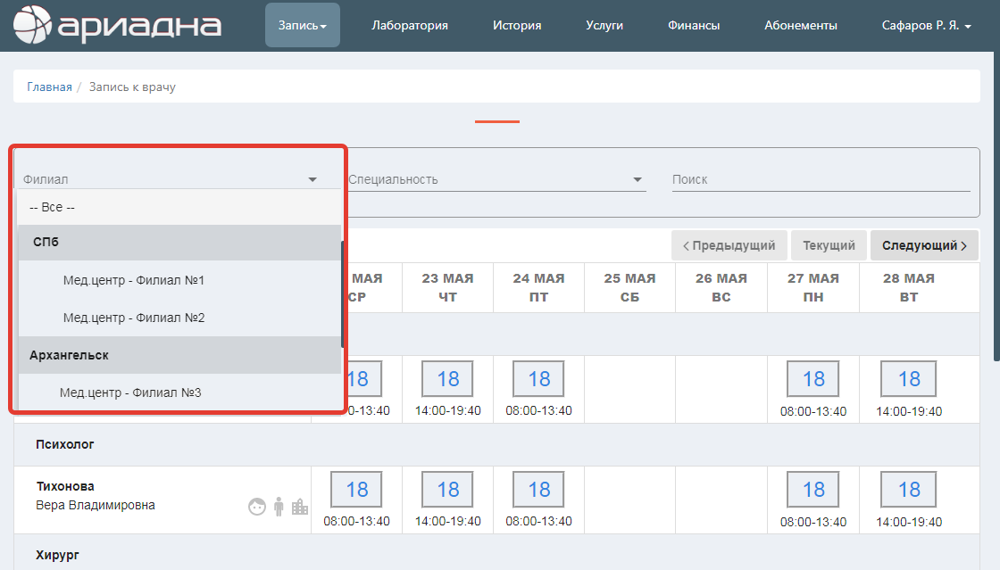 ариадна
Запись Лаборатория История Услуги Финансы Абонементы Сафаров Р. Я.
Главная / Запись к врачу
Филиал Специальность Поиск
-- Все --
СПб
Мед.центр - Филиал №1
Мед.центр - Филиал №2
Архангельск
Мед.центр - Филиал №3
< Предыдущий Текущий Следующий >
МАЯ 23 МАЯ 24 МАЯ 25 МАЯ 26 МАЯ 27 МАЯ 28 МАЯ
СР ЧТ ПТ СБ ВС ПН ВТ
18 18 18 18 18
0-13:40 14:00-19:40 08:00-13:40 08:00-13:40 14:00-19:40
Психолог
Тихонова
Вера Владимировна
18 18 18 18 18
08:00-13:40 14:00-19:40 08:00-13:40 08:00-13:40 14:00-19:40
Хирург